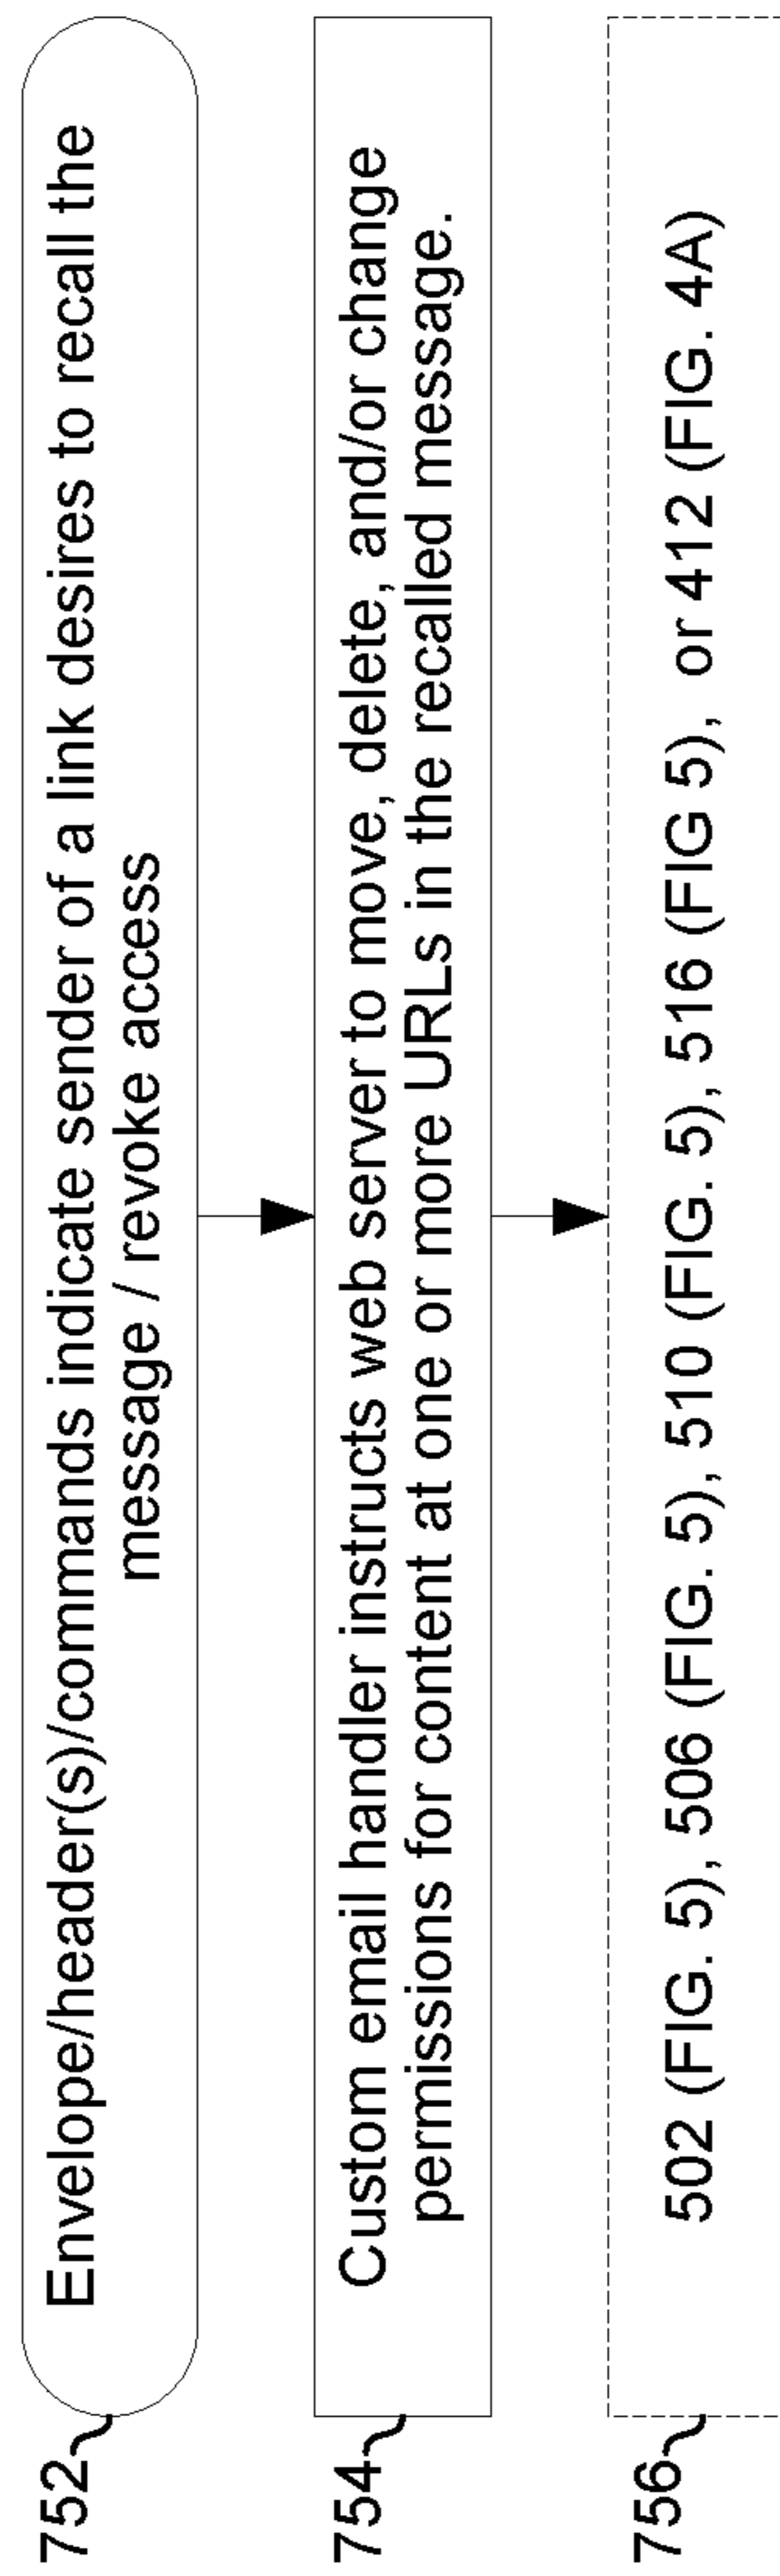 752
Envelope/header(s)/commands indicate sender of a link desires to recall the
message / revoke access
754
Custom email handler instructs web server to move, delete, and/or change
permissions for content at one or more URLs in the recalled message.
756
502 (FIG. 5), 506 (FIG. 5), 510 (FIG. 5), 516 (FIG 5), or 412 (FIG. 4A)